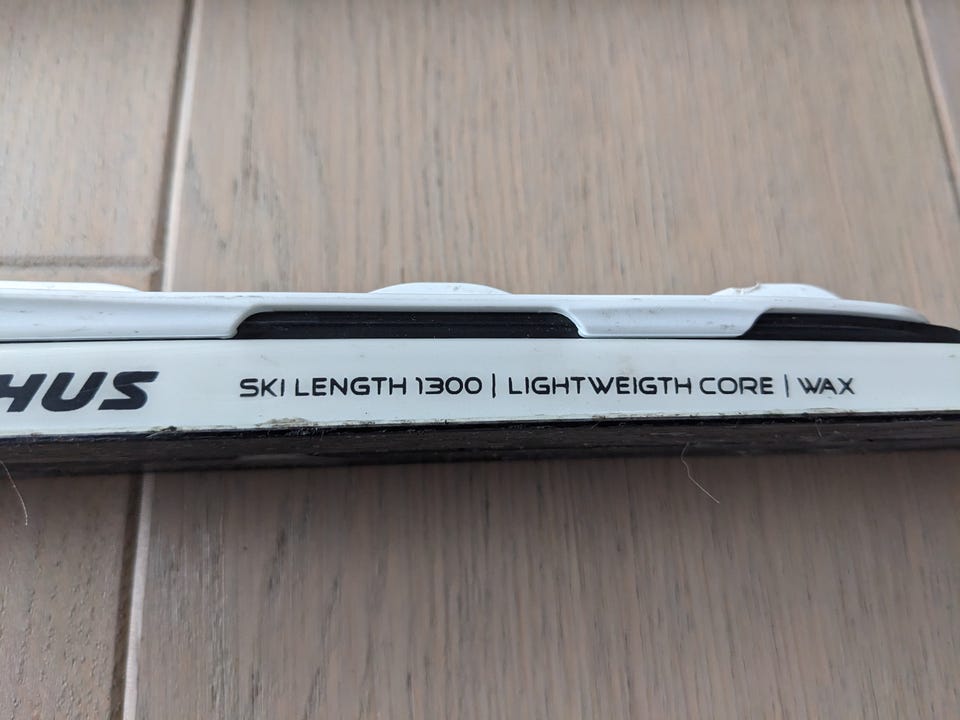 HUS SKI LENGTH 1300 | LIGHTWEIGTH CORE | WAX